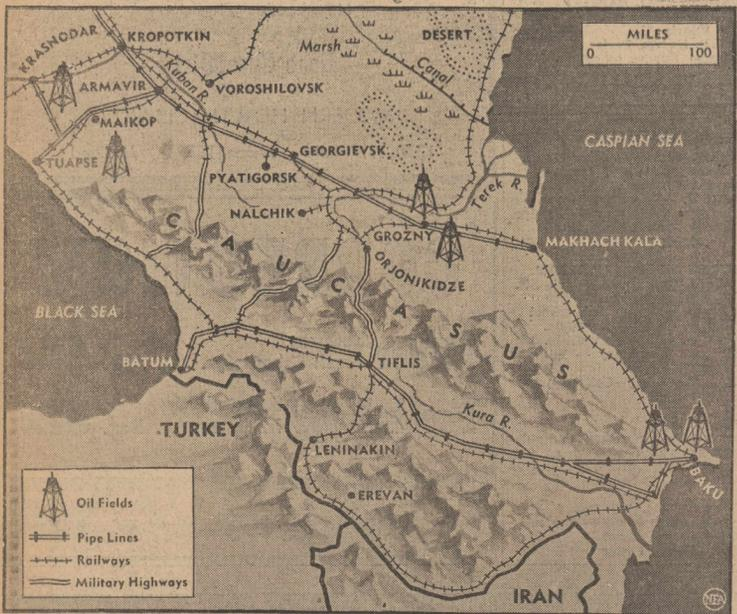 KRASNODAR
KROPOTKIN
Marsh
DESERT
MILES
0 100
Canal
Kuban R.
ARMAVIR
VOROSHILOVSK
MAIKOP
CASPIAN SEA
GEORGIEVSK
TUAPSE
PYATIGORSK
Terek R.
NALCHIK
GROZNY
MAKHACH KALA
CAUCASUS
ORJONIKIDZE
BLACK SEA
BATUM
TIFLIS
Kura R.
TURKEY
LENINAKIN
BAKU
EREVAN
Oil Fields
Pipe Lines
Railways
Military Highways
IRAN
NEA